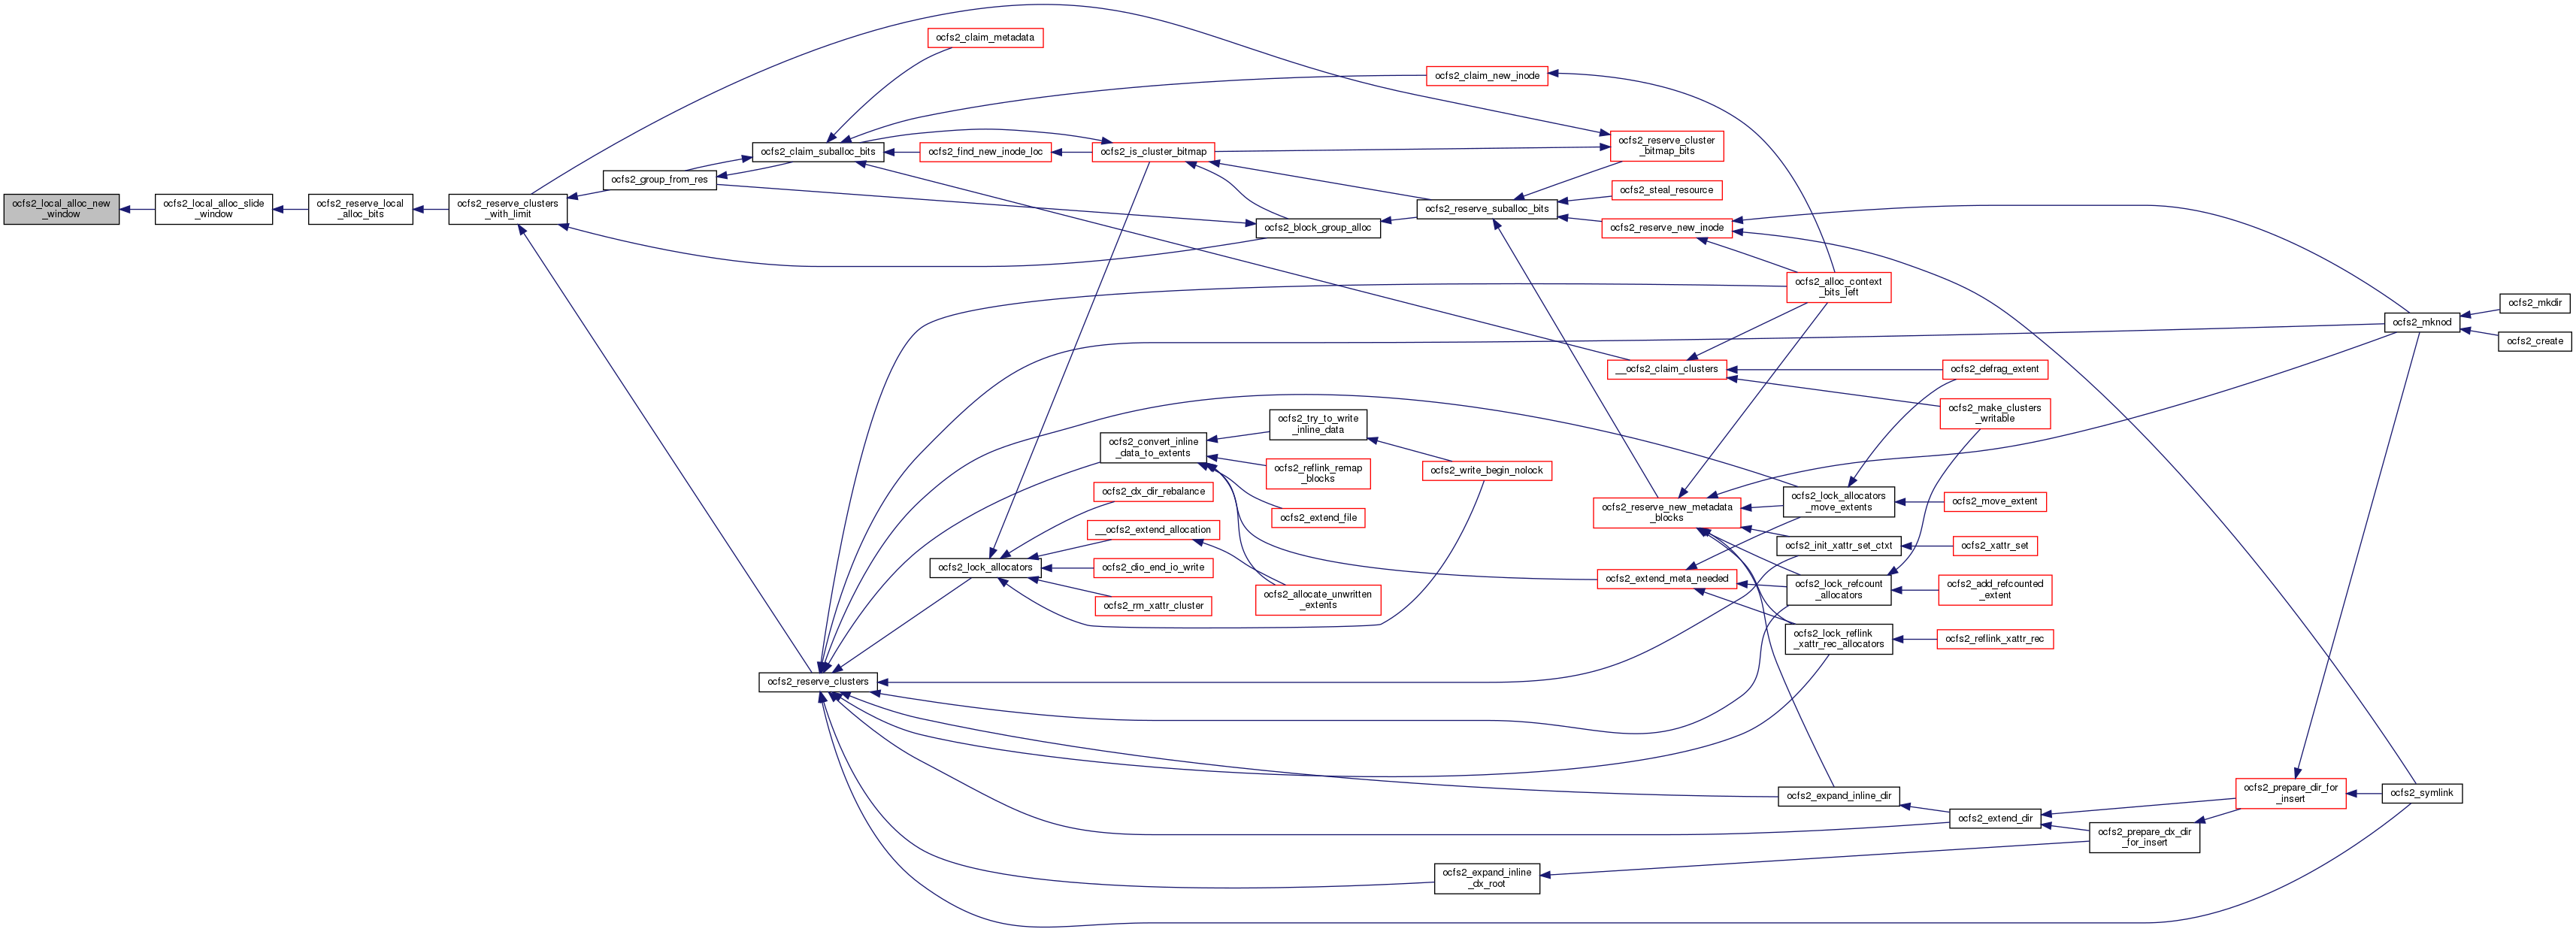 ocfs2_local_alloc_new
_window
ocfs2_local_alloc_slide
_window
ocfs2_reserve_local
_alloc_bits
ocfs2_reserve_clusters
_with_limit
ocfs2_group_from_res
ocfs2_claim_suballoc_bits
ocfs2_claim_metadata
ocfs2_find_new_inode_loc
ocfs2_is_cluster_bitmap
ocfs2_block_group_alloc
ocfs2_claim_new_inode
ocfs2_reserve_suballoc_bits
ocfs2_reserve_cluster
_bitmap_bits
ocfs2_steal_resource
ocfs2_reserve_new_inode
ocfs2_alloc_context
_bits_left
__ocfs2_claim_clusters
ocfs2_defrag_extent
ocfs2_make_clusters
_writable
ocfs2_mknod
ocfs2_mkdir
ocfs2_create
ocfs2_convert_inline
_data_to_extents
ocfs2_try_to_write
_inline_data
ocfs2_reflink_remap
_blocks
ocfs2_write_begin_nolock
ocfs2_extend_file
ocfs2_dx_dir_rebalance
__ocfs2_extend_allocation
ocfs2_lock_allocators
ocfs2_dio_end_io_write
ocfs2_rm_xattr_cluster
ocfs2_allocate_unwritten
_extents
ocfs2_reserve_new_metadata
_blocks
ocfs2_extend_meta_needed
ocfs2_lock_allocators
_move_extents
ocfs2_move_extent
ocfs2_init_xattr_set_ctxt
ocfs2_xattr_set
ocfs2_lock_refcount
_allocators
ocfs2_add_refcounted
_extent
ocfs2_lock_reflink
_xattr_rec_allocators
ocfs2_reflink_xattr_rec
ocfs2_reserve_clusters
ocfs2_expand_inline_dir
ocfs2_extend_dir
ocfs2_prepare_dx_dir
_for_insert
ocfs2_prepare_dir_for
_insert
ocfs2_symlink
ocfs2_expand_inline
_dx_root